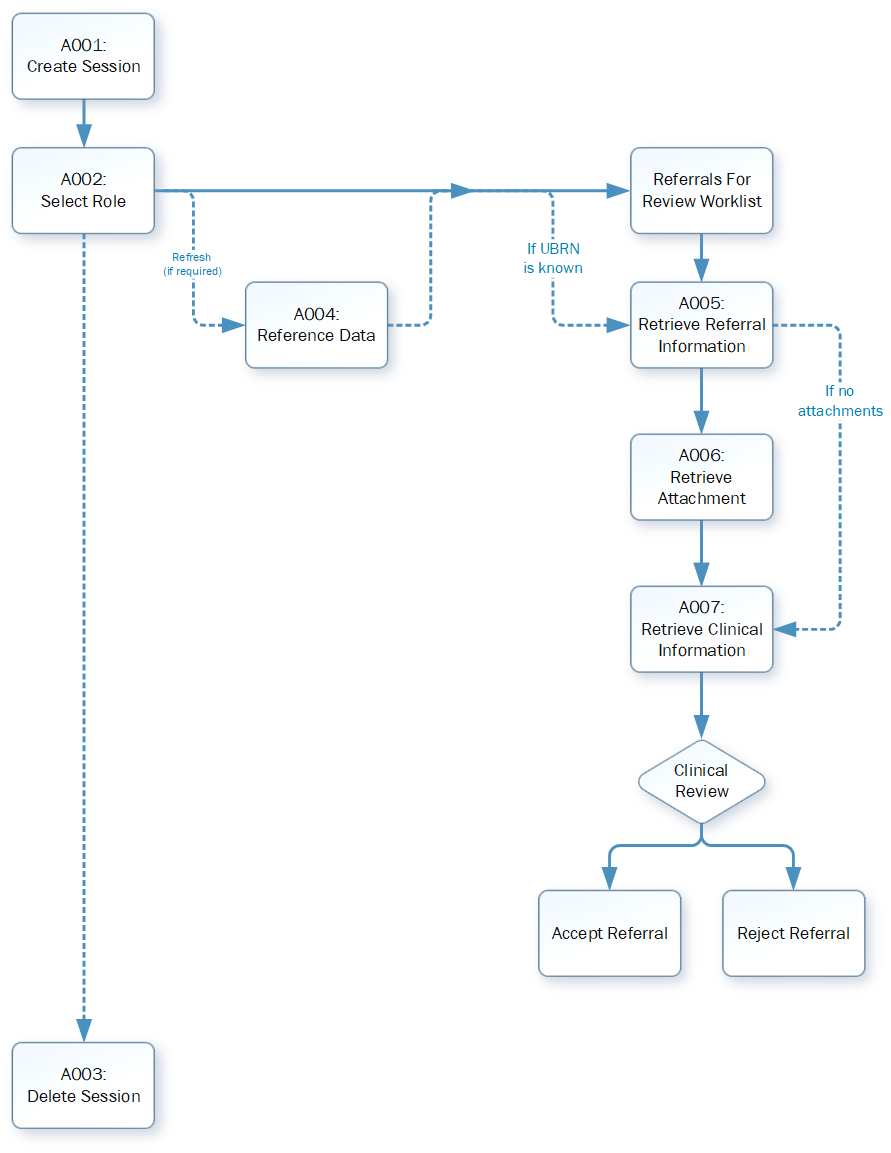 A001:
Create Session
A002:
Select Role
Referrals For
Review Worklist
Refresh
(if required)
If UBRN
is known
A004:
Reference Data
A005:
Retrieve Referral
Information
If no
attachments
A006:
Retrieve
Attachment
A007:
Retrieve Clinical
Information
Clinical
Review
Accept Referral
Reject Referral
A003:
Delete Session